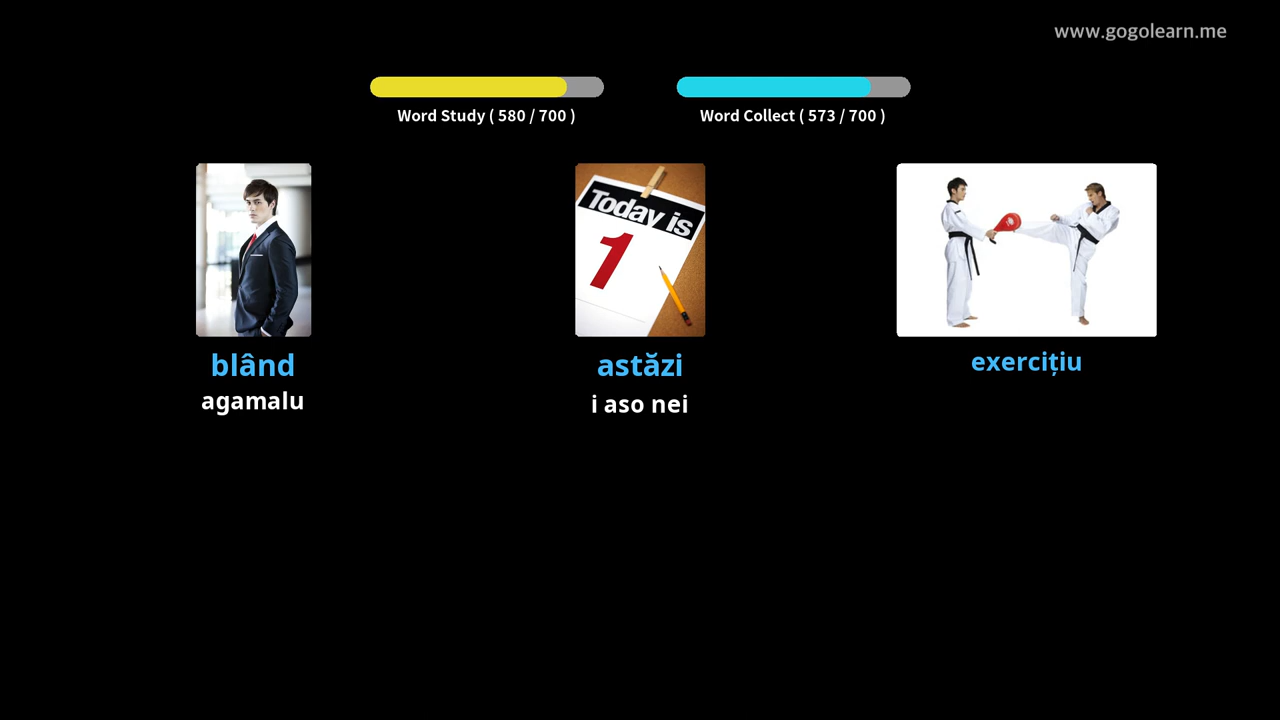 www.gogolearn.me
Word Study ( 580 / 700 )
Word Collect ( 573 / 700 )
Today is
1
blând
agamalu
astăzi
i aso nei
exercițiu